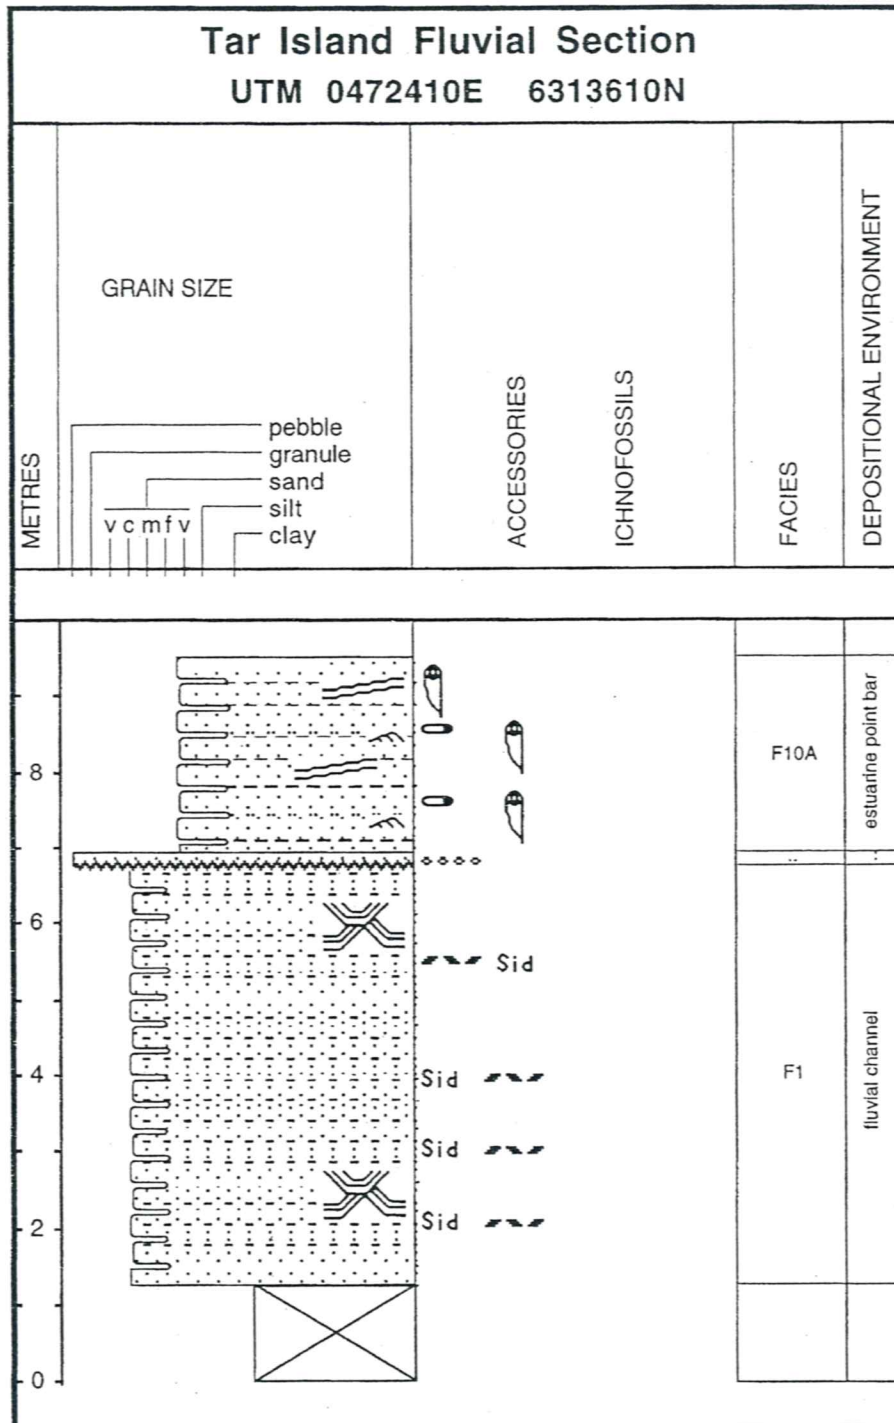 Tar Island Fluvial Section
UTM 0472410E 6313610N
METRES
GRAIN SIZE
pebble
granule
sand
silt
clay
v c m f v
ACCESSORIES
ICHNOFOSSILS
FACIES
DEPOSITIONAL ENVIRONMENT
8
F10A
estuarine point bar
6
Sid
4
Sid
F1
fluvial channel
Sid
2
Sid
0